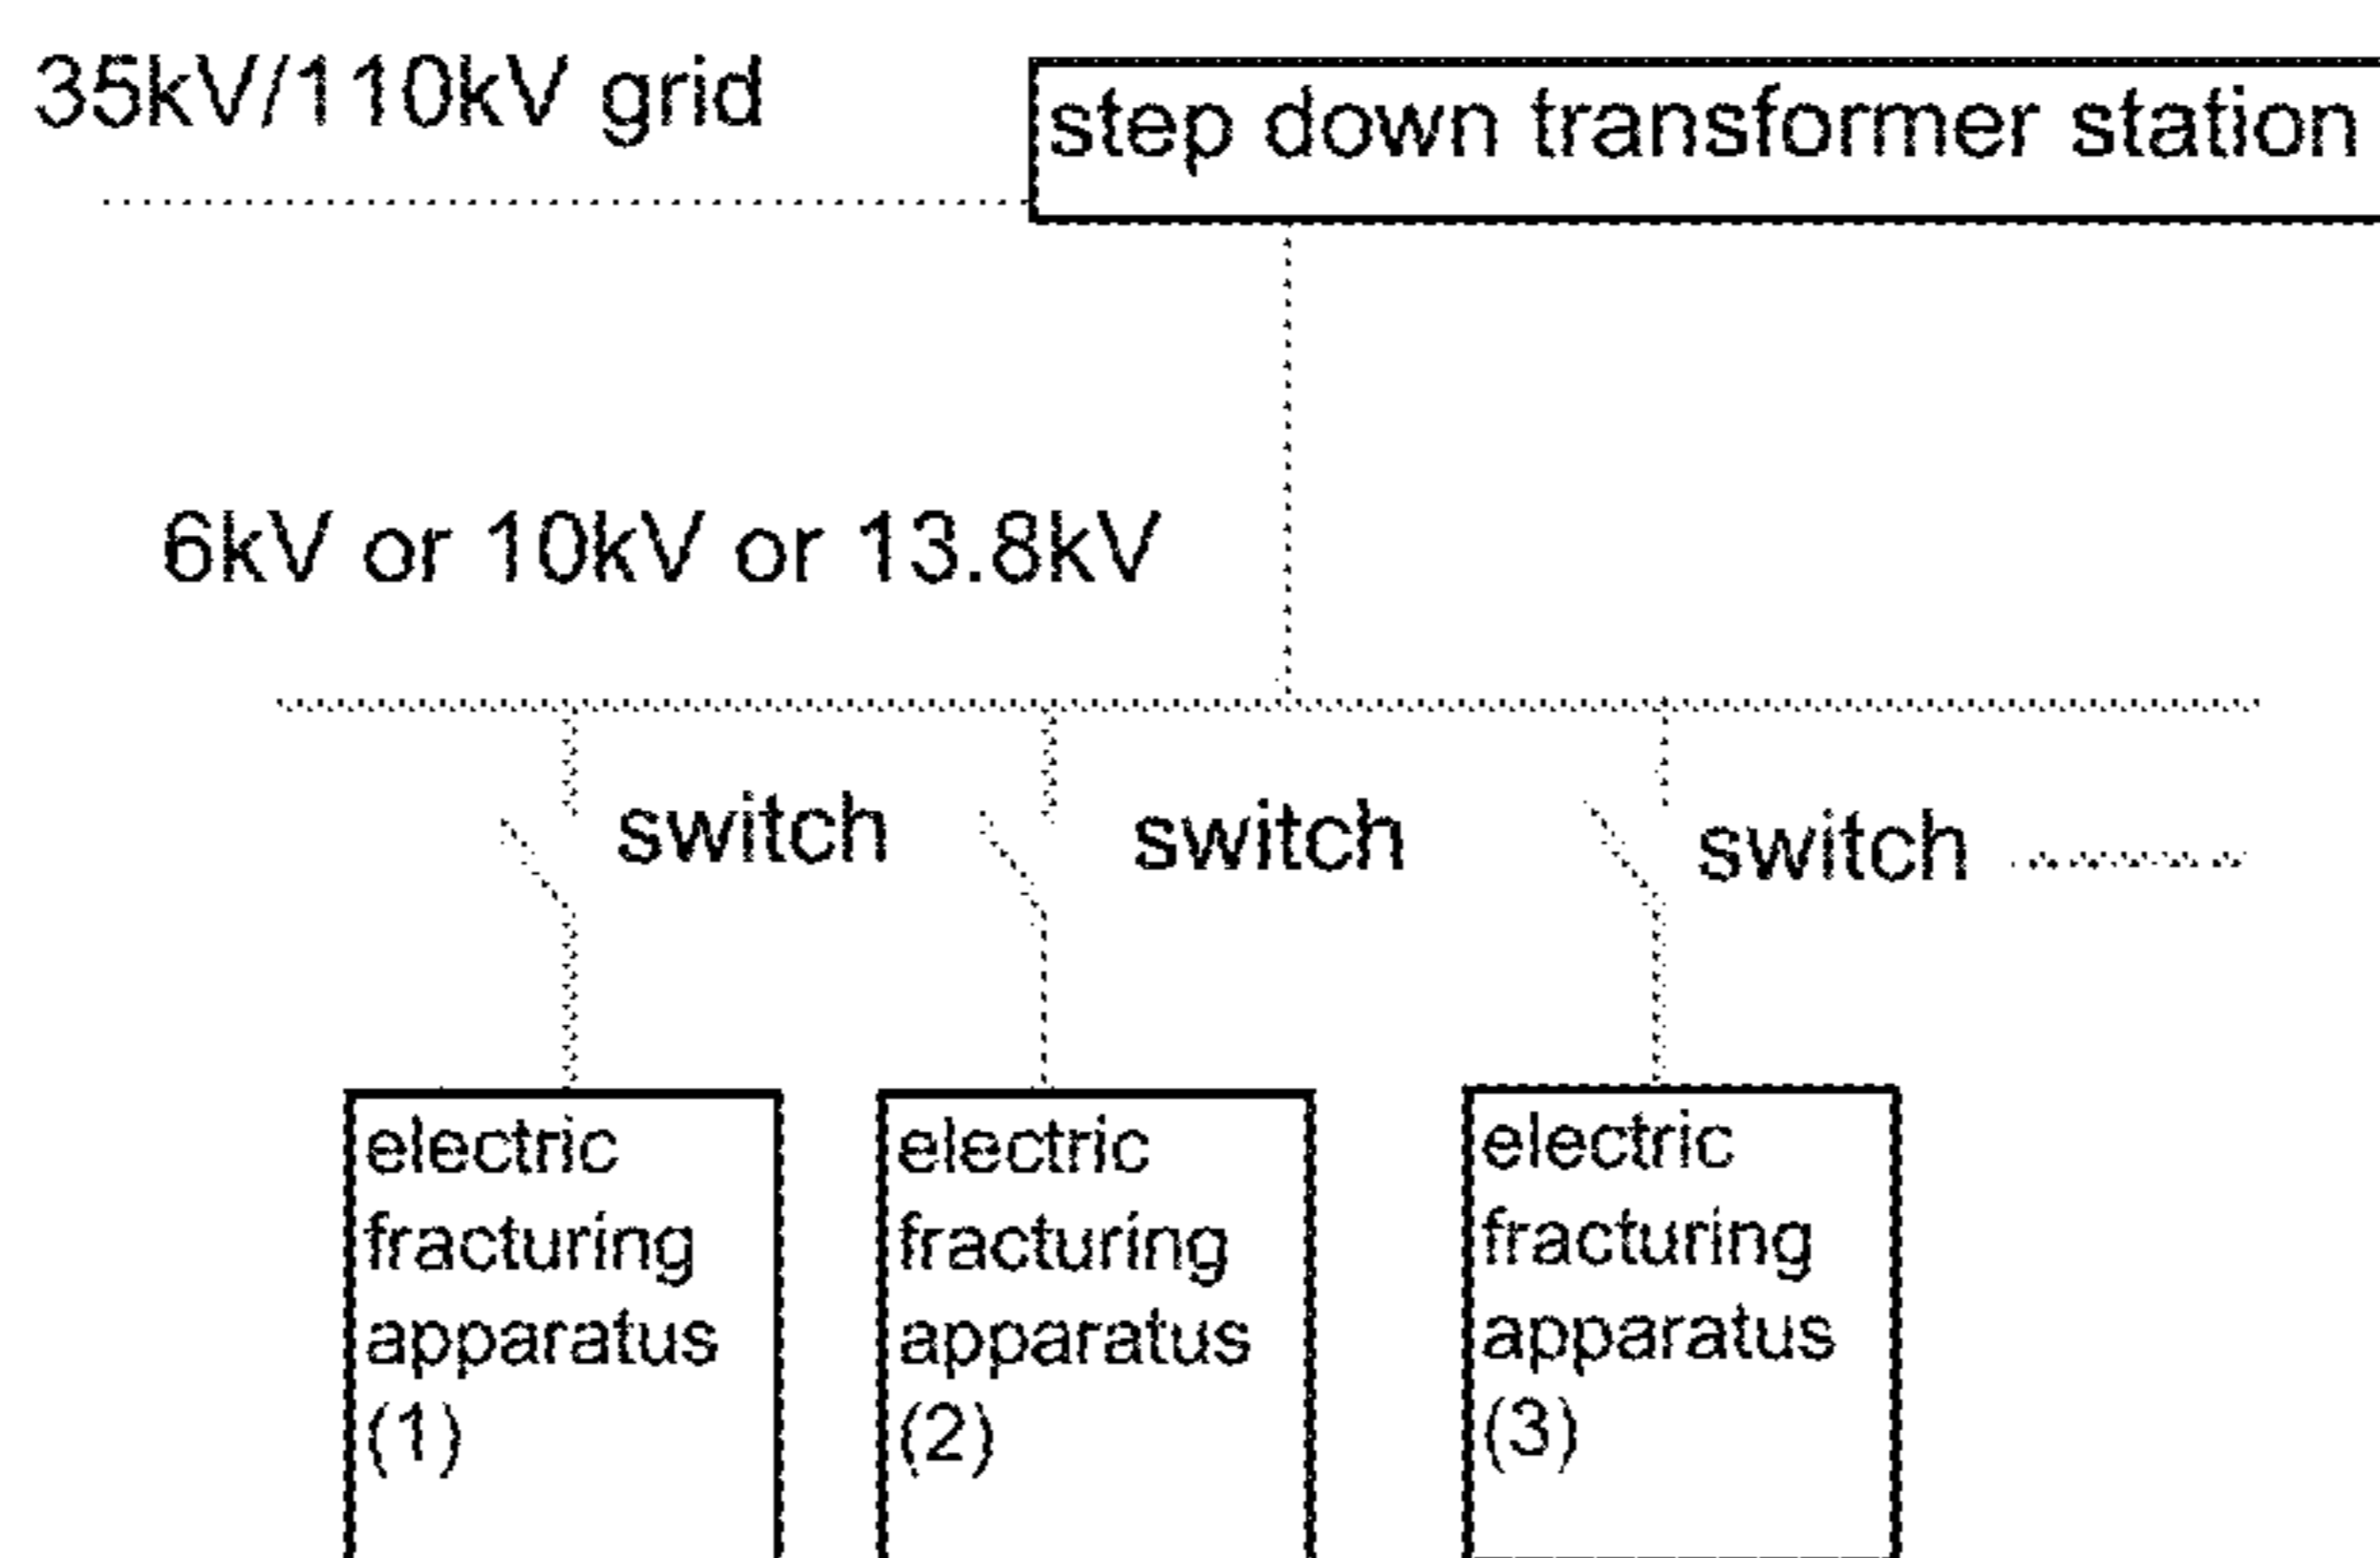 35kV/110kV grid
step down transformer station
6kV or 10kV or 13.8kV
switch
switch
switch
electric
fracturing
apparatus
(1)
electric
fracturing
apparatus
(2)
electric
fracturing
apparatus
(3)